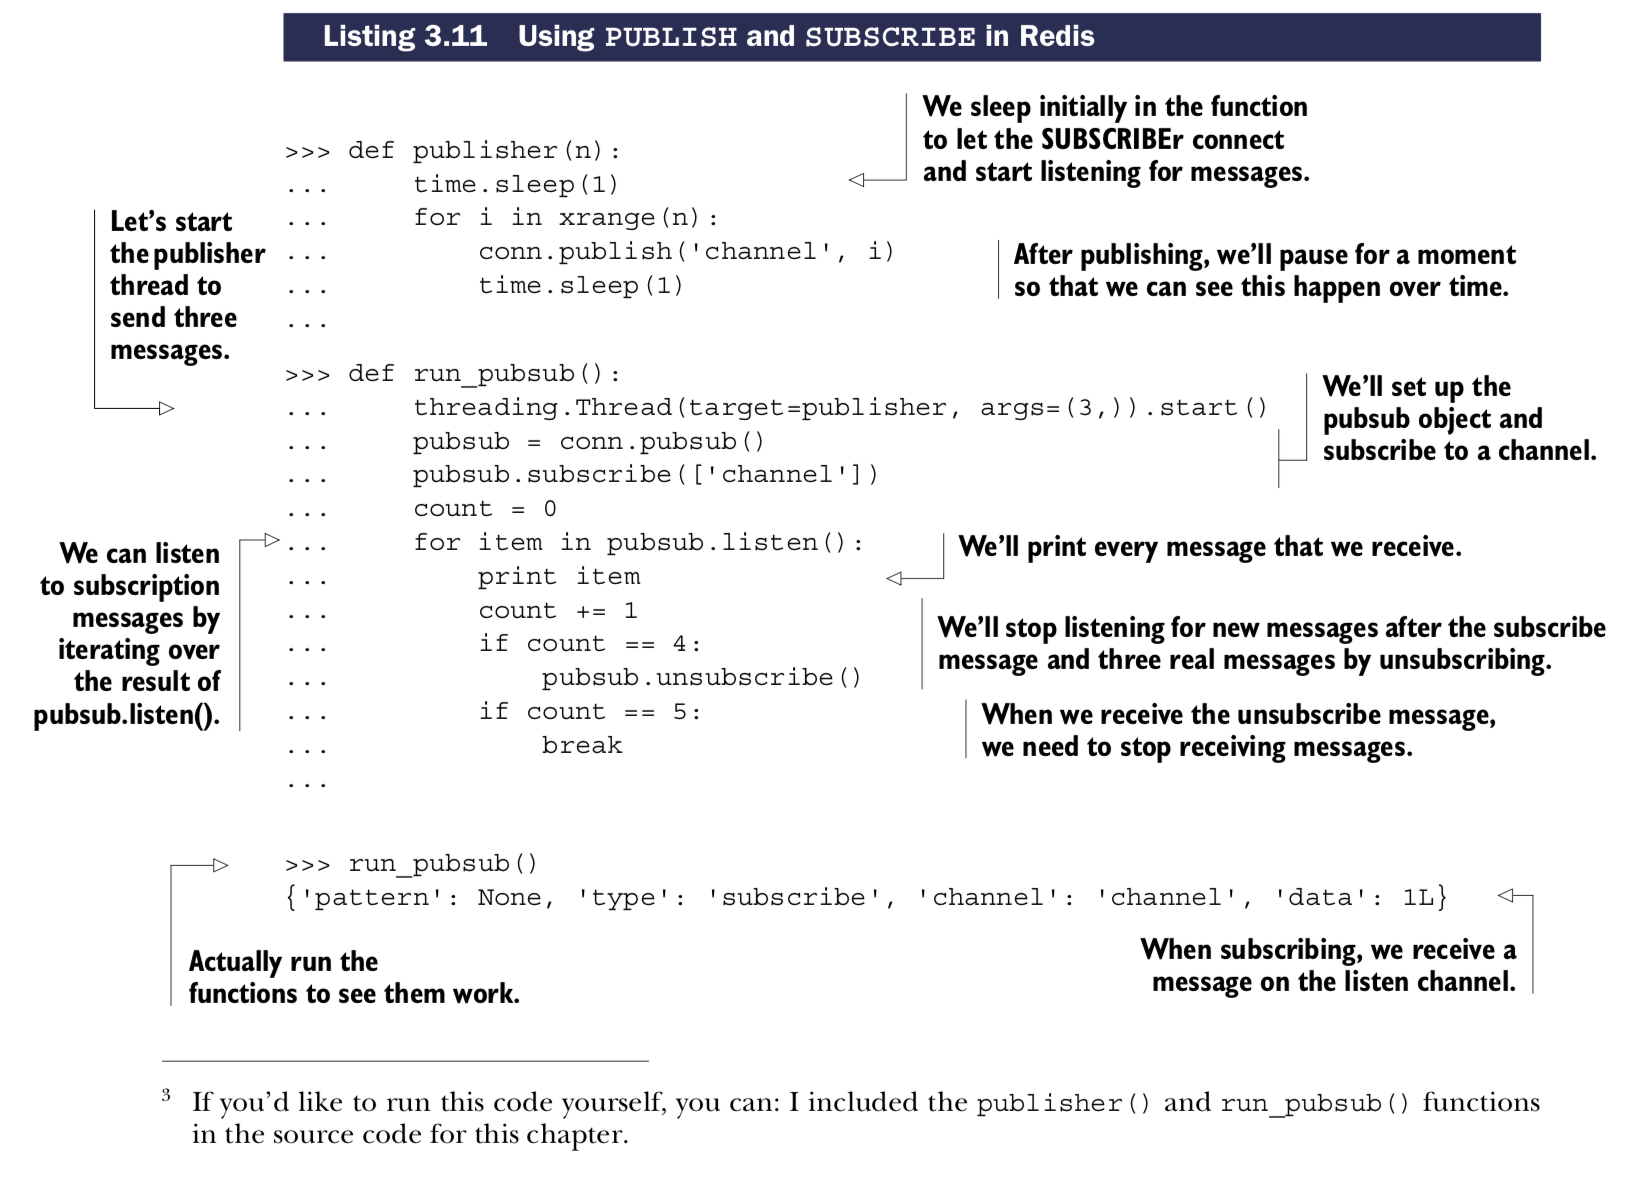 Listing 3.11 Using PUBLISH and SUBSCRIBE in Redis
We sleep initially in the function
to let the SUBSCRIBEr connect
and start listening for messages.
>>> def publisher(n):
...     time.sleep(1)
...     for i in xrange(n):
...         conn.publish('channel', i)
...         time.sleep(1)
...
Let's start
the publisher
thread to
send three
messages.
After publishing, we'll pause for a moment
so that we can see this happen over time.
>>> def run_pubsub():
...     threading.Thread(target=publisher, args=(3,)).start()
...     pubsub = conn.pubsub()
...     pubsub.subscribe(['channel'])
...     count = 0
...     for item in pubsub.listen():
...         print item
...         count += 1
...         if count == 4:
...             pubsub.unsubscribe()
...         if count == 5:
...             break
...
We'll set up the
pubsub object and
subscribe to a channel.
We can listen
to subscription
messages by
iterating over
the result of
pubsub.listen().
We'll print every message that we receive.
We'll stop listening for new messages after the subscribe
message and three real messages by unsubscribing.
When we receive the unsubscribe message,
we need to stop receiving messages.
>>> run_pubsub()
{'pattern': None, 'type': 'subscribe', 'channel': 'channel', 'data': 1L}
Actually run the
functions to see them work.
When subscribing, we receive a
message on the listen channel.
3 If you'd like to run this code yourself, you can: I included the publisher() and run_pubsub() functions
in the source code for this chapter.